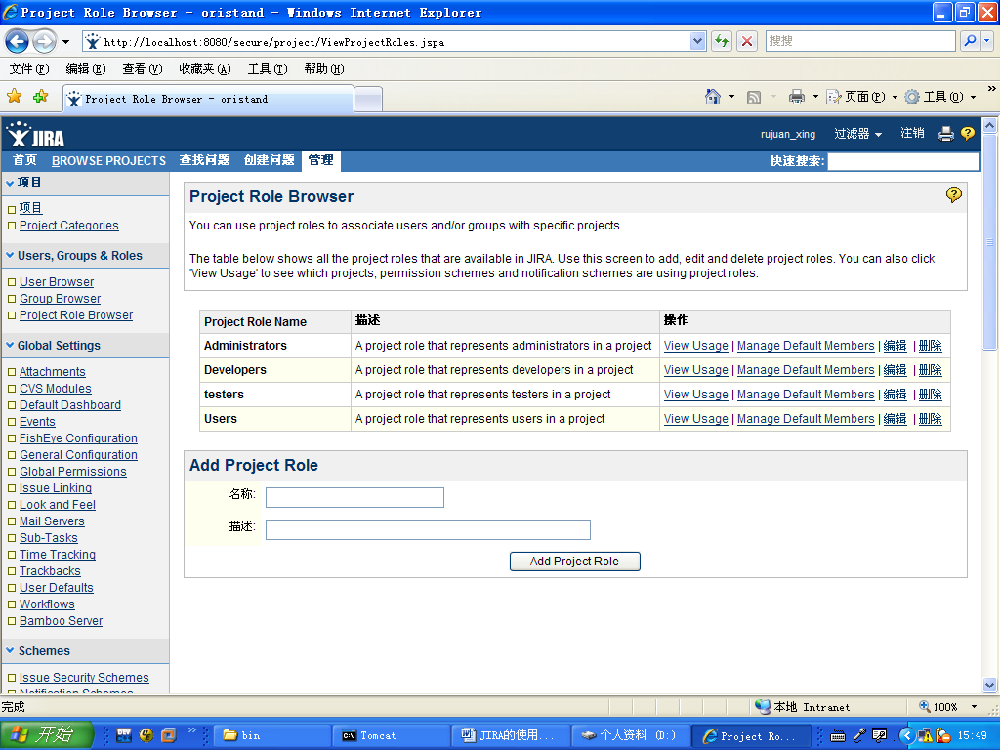 Project Role Browser - oristand - Windows Internet Explorer
http://localhost:8080/secure/project/ViewProjectRoles.jspa
搜搜
文件(F) 编辑(E) 查看(V) 收藏夹(A) 工具(T) 帮助(H)
Project Role Browser - oristand
页面(P) 工具(O)
JIRA
rujuan_xing 过滤器 注销
首页 BROWSE PROJECTS 查找问题 创建问题 管理 快速搜索:
项目
项目
Project Categories
Users, Groups & Roles
User Browser
Group Browser
Project Role Browser
Global Settings
Attachments
CVS Modules
Default Dashboard
Events
FishEye Configuration
General Configuration
Global Permissions
Issue Linking
Look and Feel
Mail Servers
Sub-Tasks
Time Tracking
Trackbacks
User Defaults
Workflows
Bamboo Server
Schemes
Issue Security Schemes
Notification Schemes
Project Role Browser
You can use project roles to associate users and/or groups with specific projects.
The table below shows all the project roles that are available in JIRA. Use this screen to add, edit and delete project roles. You can also click
'View Usage' to see which projects, permission schemes and notification schemes are using project roles.
Project Role Name 描述 操作
Administrators A project role that represents administrators in a project View Usage | Manage Default Members | 编辑 | 删除
Developers A project role that represents developers in a project View Usage | Manage Default Members | 编辑 | 删除
testers A project role that represents testers in a project View Usage | Manage Default Members | 编辑 | 删除
Users A project role that represents users in a project View Usage | Manage Default Members | 编辑 | 删除
Add Project Role
名称:
描述:
Add Project Role
完成 本地 Intranet 100%
开始 bin Tomcat JIRA的使用... 个人资料 (D:) Project Ro... 15:49